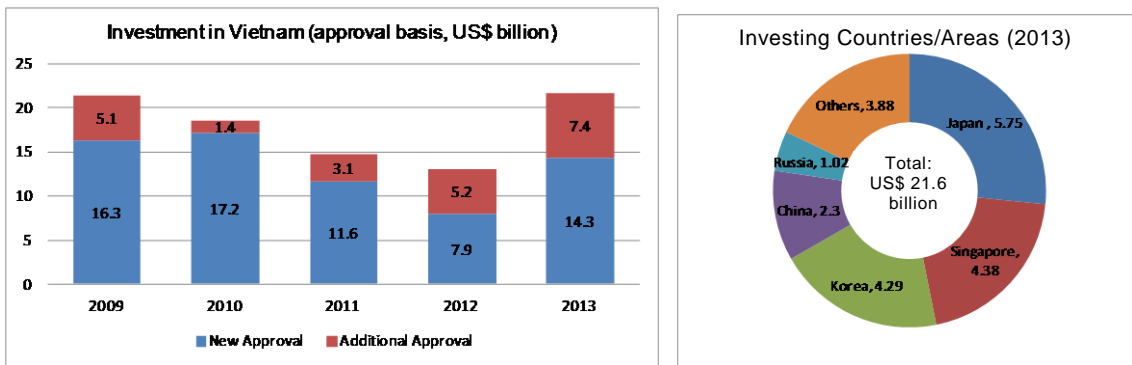 Investment in Vietnam (approval basis, US$ billion)
25
20
15
10
5
0
5.1
1.4
3.1
5.2
7.4
16.3
17.2
11.6
7.9
14.3
2009 2010 2011 2012 2013
New Approval Additional Approval
Investing Countries/Areas (2013)
Others, 3.88
Japan , 5.75
Russia, 1.02
China, 2.3
Korea, 4.29
Singapore,
4.38
Total:
US$ 21.6
billion